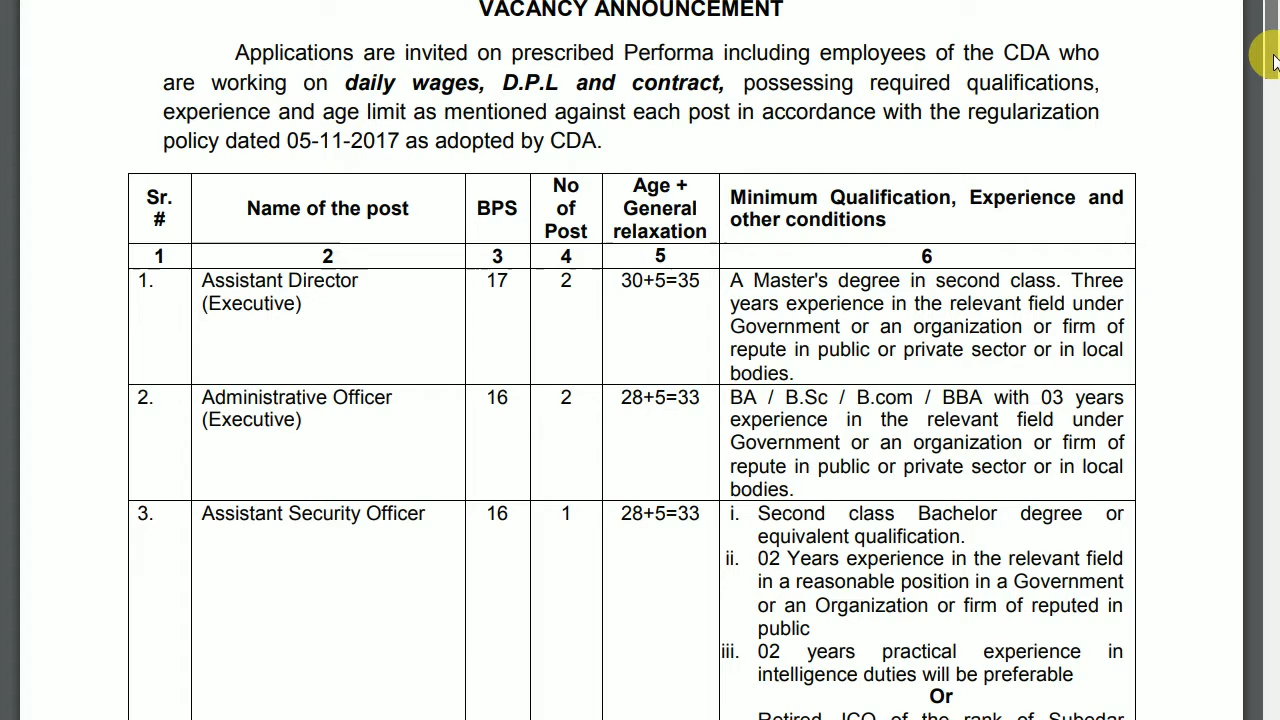 VACANCY ANNOUNCEMENT
Applications are invited on prescribed Performa including employees of the CDA who
are working on daily wages, D.P.L and contract, possessing required qualifications,
experience and age limit as mentioned against each post in accordance with the regularization
policy dated 05-11-2017 as adopted by CDA.
Sr. # Name of the post BPS No of Post Age + General relaxation Minimum Qualification, Experience and other conditions
1 2 3 4 5 6
1. Assistant Director 17 2 30+5=35 A Master's degree in second class. Three
(Executive) years experience in the relevant field under
Government or an organization or firm of
repute in public or private sector or in local
bodies.
2. Administrative Officer 16 2 28+5=33 BA / B.Sc / B.com / BBA with 03 years
(Executive) experience in the relevant field under
Government or an organization or firm of
repute in public or private sector or in local
bodies.
3. Assistant Security Officer 16 1 28+5=33 i. Second class Bachelor degree or
equivalent qualification.
ii. 02 Years experience in the relevant field
in a reasonable position in a Government
or an Organization or firm of reputed in
public
iii. 02 years practical experience in
intelligence duties will be preferable
Or
Retired JCO of the rank of Subedar